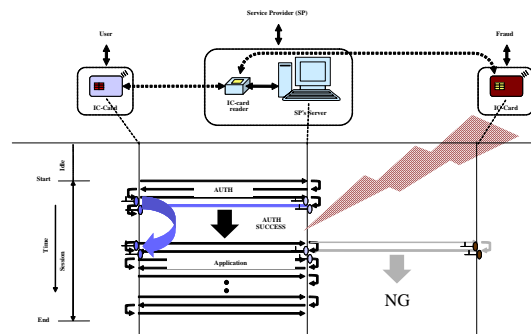 Service Provider (SP)
User
Fraud
IC-Card
IC-card
reader
SP's Server
IC-Card
Idle
Start
AUTH
AUTH
SUCCESS
Time
Session
Application
NG
End